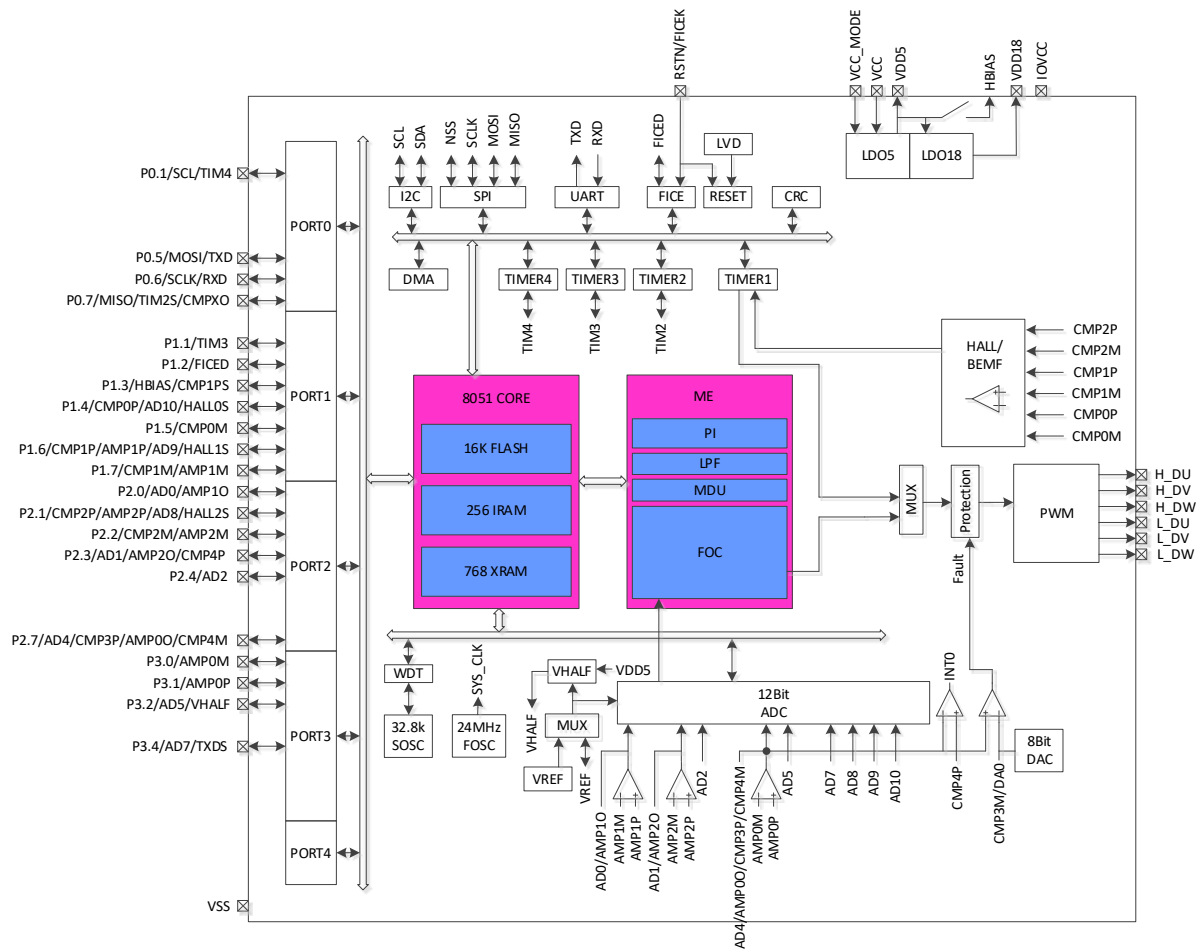 RSTN/FICEK
VCC_MODE
VCC
VDD5
HBIAS
VDD18
IOVCC
SCL
SDA
NSS
SCLK
MOSI
MISO
TXD
RXD
FICED
LVD
LDO5
LDO18
I2C
SPI
UART
FICE
RESET
CRC
DMA
TIMER4
TIMER3
TIMER2
TIMER1
TIM4
TIM3
TIM2
P0.1/SCL/TIM4
P0.5/MOSI/TXD
P0.6/SCLK/RXD
P0.7/MISO/TIM2S/CMPXO
P1.1/TIM3
P1.2/FICED
P1.3/HBIAS/CMP1PS
P1.4/CMP0P/AD10/HALL0S
P1.5/CMP0M
P1.6/CMP1P/AMP1P/AD9/HALL1S
P1.7/CMP1M/AMP1M
P2.0/AD0/AMP1O
P2.1/CMP2P/AMP2P/AD8/HALL2S
P2.2/CMP2M/AMP2M
P2.3/AD1/AMP2O/CMP4P
P2.4/AD2
P2.7/AD4/CMP3P/AMP0O/CMP4M
P3.0/AMP0M
P3.1/AMP0P
P3.2/AD5/VHALF
P3.4/AD7/TXDS
VSS
PORT0
PORT1
PORT2
PORT3
PORT4
8051 CORE
16K FLASH
256 IRAM
768 XRAM
ME
PI
LPF
MDU
FOC
HALL/
BEMF
CMP2P
CMP2M
CMP1P
CMP1M
CMP0P
CMP0M
MUX
Protection
PWM
Fault
H_DU
H_DV
H_DW
L_DU
L_DV
L_DW
WDT
32.8k
SOSC
SYS_CLK
24MHz
FOSC
VHALF
VDD5
VHALF
MUX
VREF
VREF
12Bit
ADC
INT0
8Bit
DAC
AD0/AMP1O
AMP1M
AMP1P
AD1/AMP2O
AMP2M
AMP2P
AD2
AD4/AMP0O/CMP3P/CMP4M
AMP0M
AMP0P
AD5
AD7
AD8
AD9
AD10
CMP4P
CMP3M/DA0